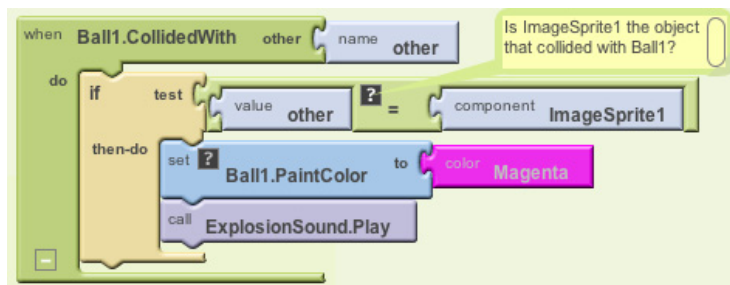 when Ball1.CollidedWith other name other
Is ImageSprite1 the object
that collided with Ball1?
do
if test value other ? = component ImageSprite1
then-do set ? Ball1.PaintColor to color Magenta
call ExplosionSound.Play